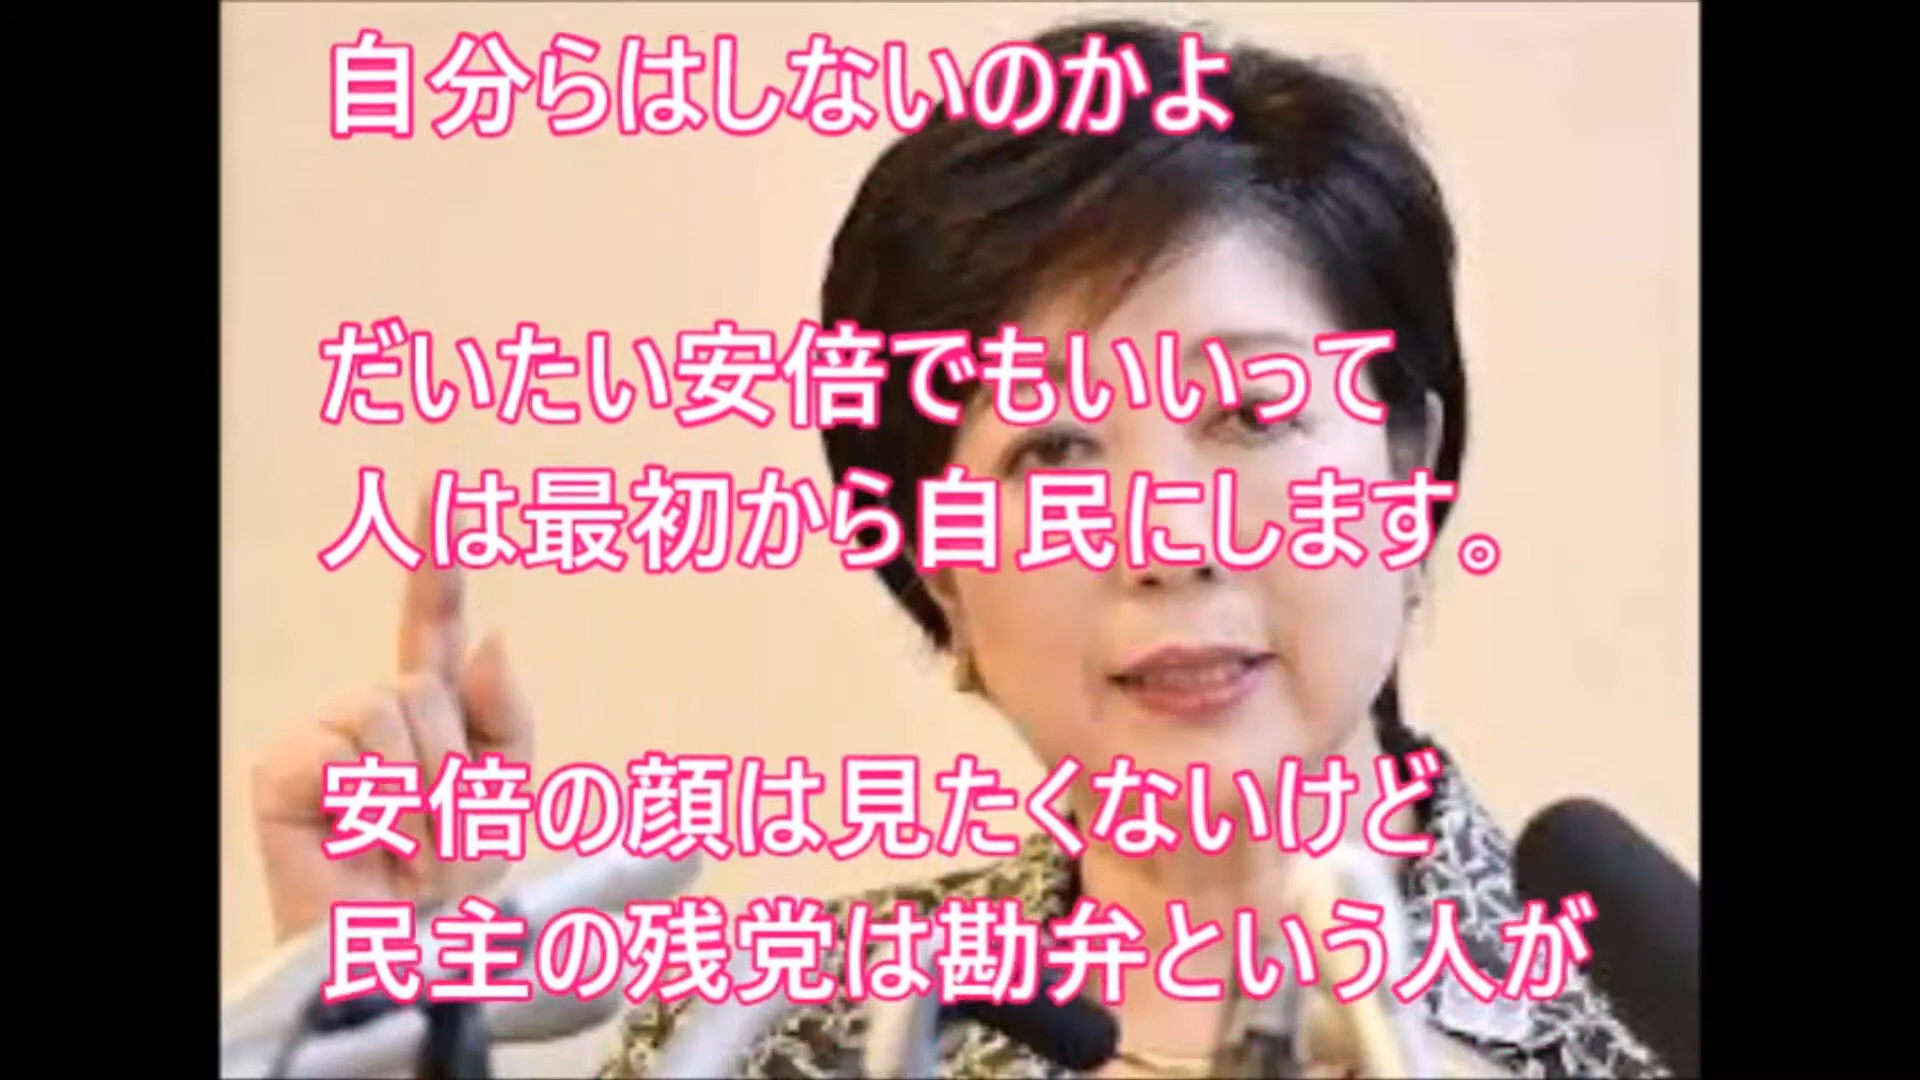 自分らはしないのかよ
だいたい安倍でもいいって
人は最初から自民にします。
安倍の顔は見たくないけど
民主の残党は勘弁という人が